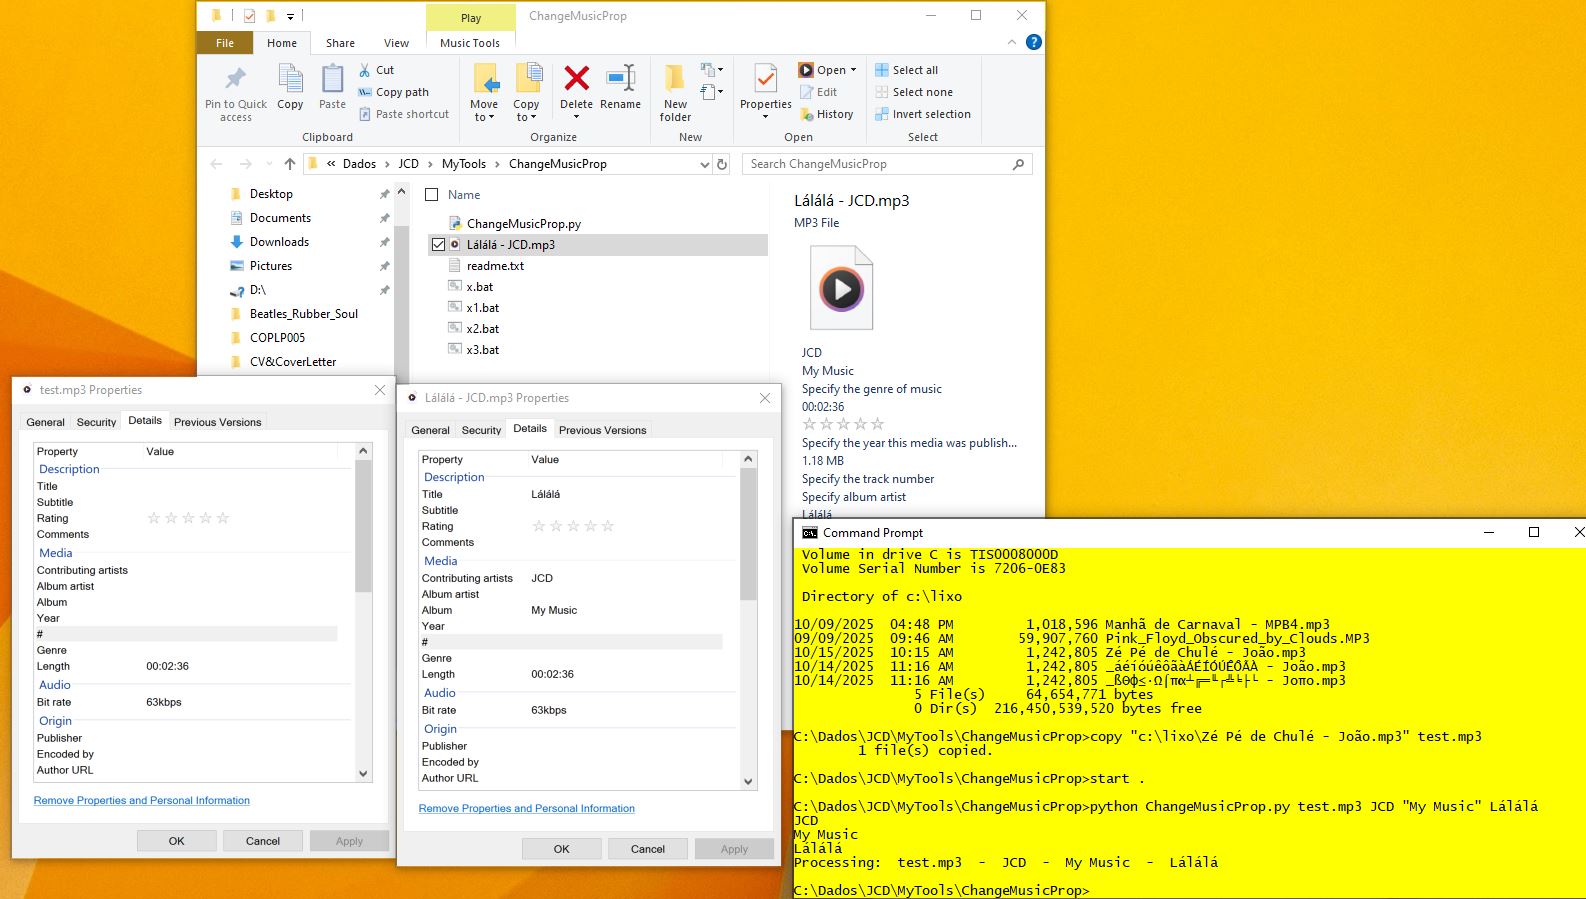 Play
ChangeMusicProp
File
Home
Share
View
Music Tools
Pin to Quick access
Copy
Paste
Cut
Copy path
Paste shortcut
Clipboard
Move to
Copy to
Delete
Rename
Organize
New folder
New
Properties
Open
Edit
History
Open
Select all
Select none
Invert selection
Select
« Dados > JCD > MyTools > ChangeMusicProp
Search ChangeMusicProp
Desktop
Documents
Downloads
Pictures
D:\
Beatles_Rubber_Soul
COPLP005
CV&CoverLetter
Name
ChangeMusicProp.py
Lálálá - JCD.mp3
readme.txt
x.bat
x1.bat
x2.bat
x3.bat
Lálálá - JCD.mp3
MP3 File
JCD
My Music
Specify the genre of music
00:02:36
Specify the year this media was publish...
1.18 MB
Specify the track number
Specify album artist
Lálálá
test.mp3 Properties
General
Security
Details
Previous Versions
Property Value
Description
Title
Subtitle
Rating
Comments
Media
Contributing artists
Album artist
Album
Year
#
Genre
Length 00:02:36
Audio
Bit rate 63kbps
Origin
Publisher
Encoded by
Author URL
Remove Properties and Personal Information
OK
Cancel
Apply
Lálálá - JCD.mp3 Properties
General
Security
Details
Previous Versions
Property Value
Description
Title Lálálá
Subtitle
Rating
Comments
Media
Contributing artists JCD
Album artist
Album My Music
Year
#
Genre
Length 00:02:36
Audio
Bit rate 63kbps
Origin
Publisher
Encoded by
Author URL
Remove Properties and Personal Information
OK
Cancel
Apply
Command Prompt
Volume in drive C is TIS0008000D
Volume Serial Number is 7206-0E83
Directory of c:\lixo
10/09/2025 04:48 PM 1,018,596 Manhã de Carnaval - MPB4.mp3
09/09/2025 09:46 AM 59,907,760 Pink_Floyd_Obscured_by_Clouds.MP3
10/15/2025 10:15 AM 1,242,805 Zé Pé de Chulé - João.mp3
10/14/2025 11:16 AM 1,242,805 _áéíóúêôãàÁÉÍÓÚÊÔÃÀ - João.mp3
10/14/2025 11:16 AM 1,242,805 - Joπo.mp3
5 File(s) 64,654,771 bytes
0 Dir(s) 216,450,539,520 bytes free
C:\Dados\JCD\MyTools\ChangeMusicProp>copy "c:\lixo\Zé Pé de Chulé - João.mp3" test.mp3
1 file(s) copied.
C:\Dados\JCD\MyTools\ChangeMusicProp>start .
C:\Dados\JCD\MyTools\ChangeMusicProp>python ChangeMusicProp.py test.mp3 JCD "My Music" Lálálá
JCD
My Music
Lálálá
Processing: test.mp3 - JCD - My Music - Lálálá
C:\Dados\JCD\MyTools\ChangeMusicProp>